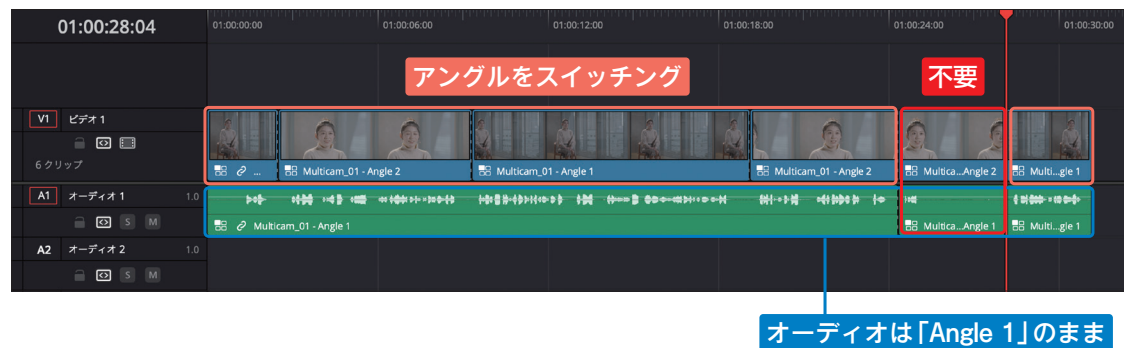 01:00:28:04
01:00:00:00
01:00:06:00
01:00:12:00
01:00:18:00
01:00:24:00
01:00:30:00
アングルをスイッチング
不要
V1 ビデオ 1
6 クリップ
...
Multicam_01 - Angle 2
Multicam_01 - Angle 1
Multicam_01 - Angle 2
Multica...Angle 2
Multi...gle 1
A1 オーディオ 1 1.0
S M
Multicam_01 - Angle 1
Multica...Angle 1
Multi...gle 1
A2 オーディオ 2 1.0
S M
オーディオは「Angle 1」のまま